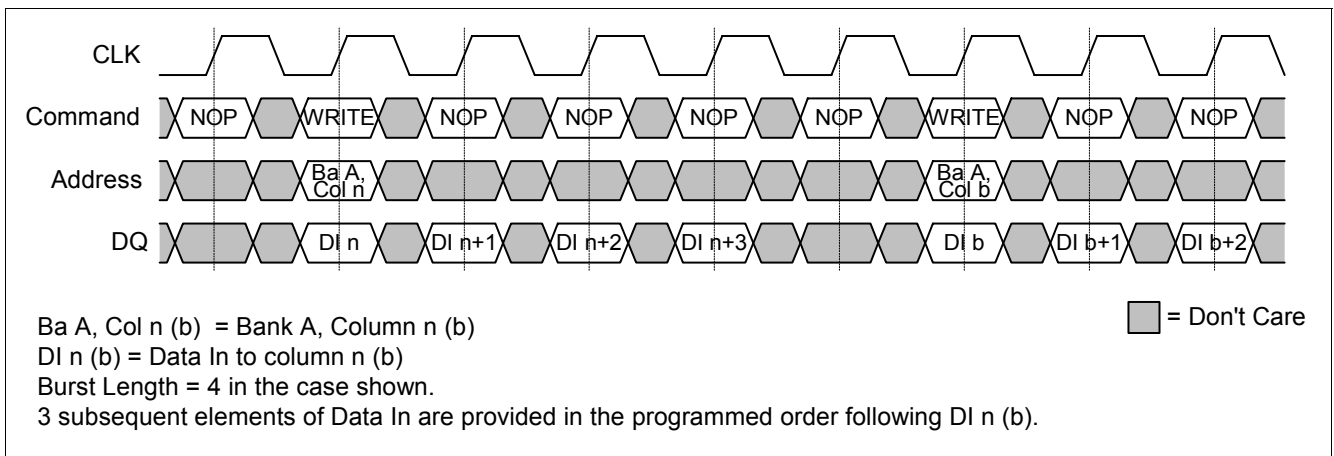 CLK
Command NOP WRITE NOP NOP NOP NOP WRITE NOP NOP
Address Ba A, Col n Ba A, Col b
DQ DI n DI n+1 DI n+2 DI n+3 DI b DI b+1 DI b+2
= Don't Care
Ba A, Col n (b) = Bank A, Column n (b)
DI n (b) = Data In to column n (b)
Burst Length = 4 in the case shown.
3 subsequent elements of Data In are provided in the programmed order following DI n (b).